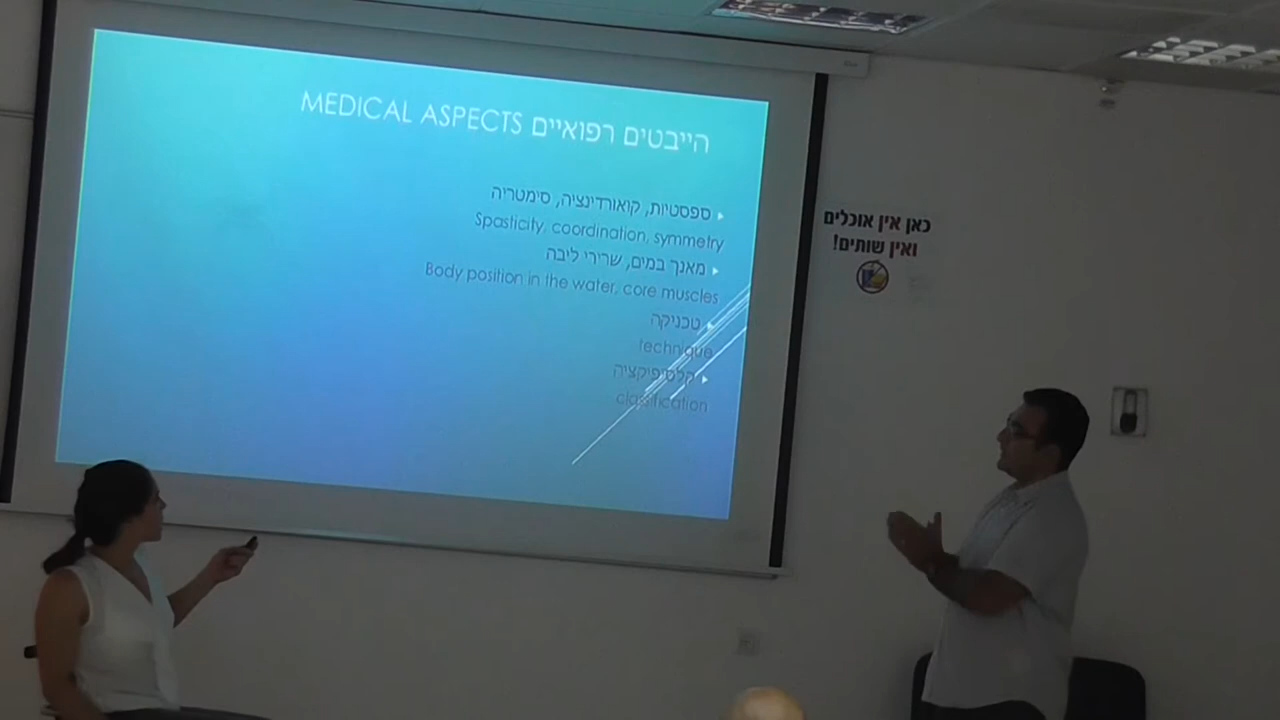 הייבטים רפואיים MEDICAL ASPECTS
ספסטיות, קואורדינציה, סימטריה
Spasticity, coordination, symmetry
מאנך במים, שרירי ליבה
Body position in the water, core muscles
טכניקה
technique
קלסיפיקציה
classification
כאן אין אוכלים
ואין שותים!